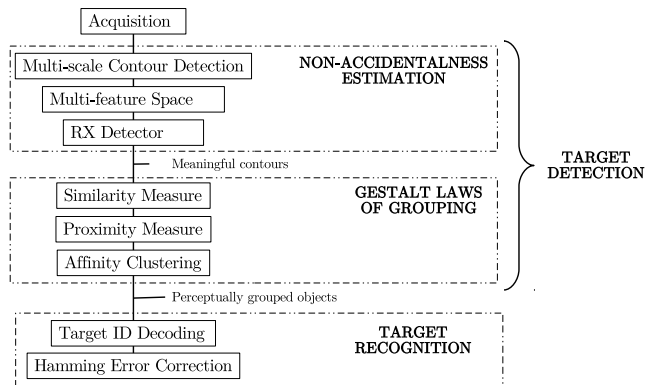 Acquisition
Multi-scale Contour Detection
NON-ACCIDENTALNESS
ESTIMATION
Multi-feature Space
RX Detector
Meaningful contours
TARGET
DETECTION
Similarity Measure
GESTALT LAWS
OF GROUPING
Proximity Measure
Affinity Clustering
Perceptually grouped objects
Target ID Decoding
TARGET
RECOGNITION
Hamming Error Correction